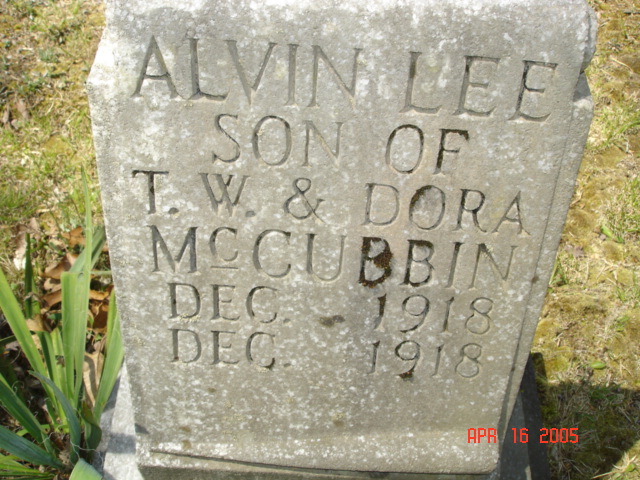 ALVIN LEE
SON OF
T. W. & DORA
McCUBBIN
DEC. 1918
DEC. 1918
APR 16 2005